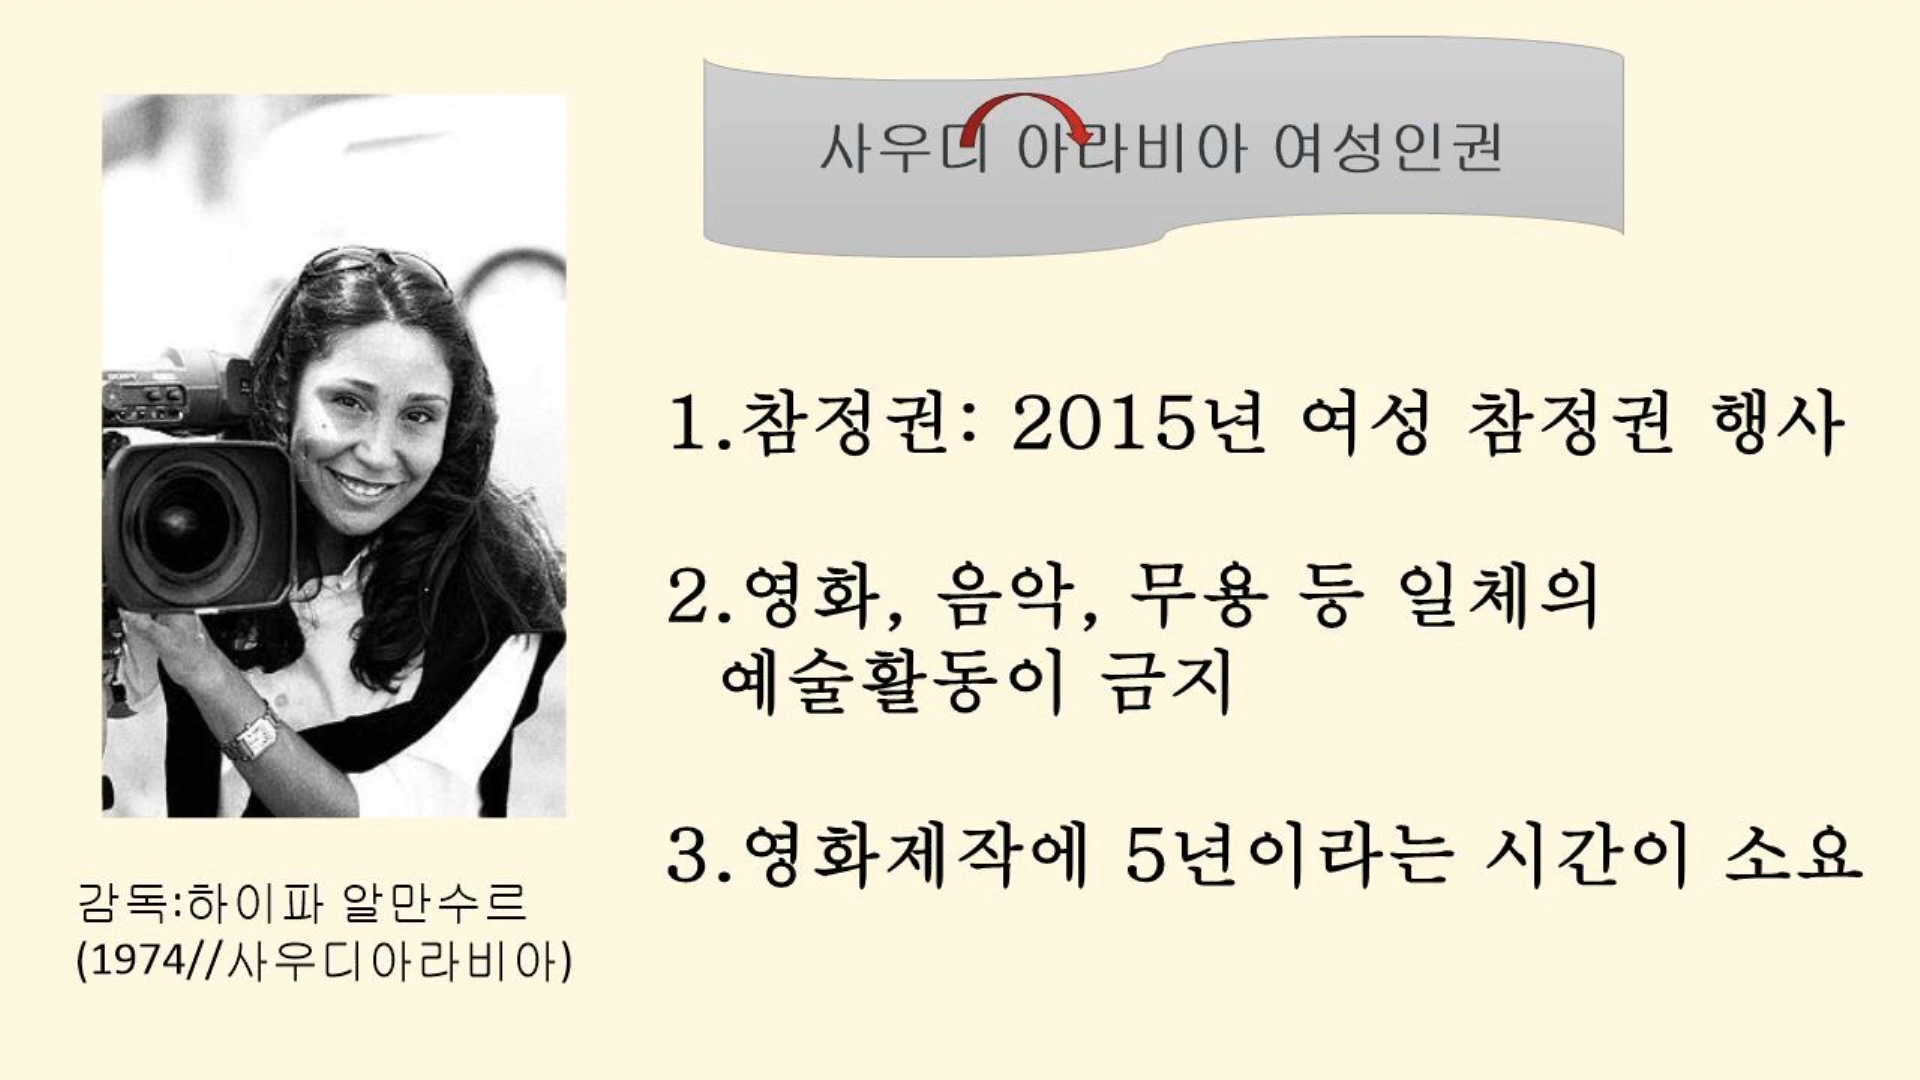 사우디 아라비아 여성인권
1.참정권: 2015년 여성 참정권 행사
2.영화, 음악, 무용 등 일체의
예술활동이 금지
3.영화제작에 5년이라는 시간이 소요
감독:하이파 알만수르
(1974//사우디아라비아)